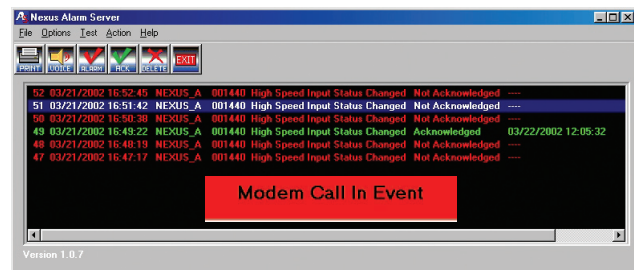 Nexus Alarm Server
File Options Test Action Help
PRINT VOICE ALARM ACK DELETE EXIT
52 03/21/2002 16:52:45 NEXUS_A 001440 High Speed Input Status Changed Not Acknowledged ----
51 03/21/2002 16:51:42 NEXUS_A 001440 High Speed Input Status Changed Not Acknowledged ----
50 03/21/2002 16:50:38 NEXUS_A 001440 High Speed Input Status Changed Not Acknowledged ----
49 03/21/2002 16:49:22 NEXUS_A 001440 High Speed Input Status Changed Acknowledged 03/22/2002 12:05:32
48 03/21/2002 16:48:19 NEXUS_A 001440 High Speed Input Status Changed Not Acknowledged ----
47 03/21/2002 16:47:17 NEXUS_A 001440 High Speed Input Status Changed Not Acknowledged ----
Modem Call In Event
Version 1.0.7